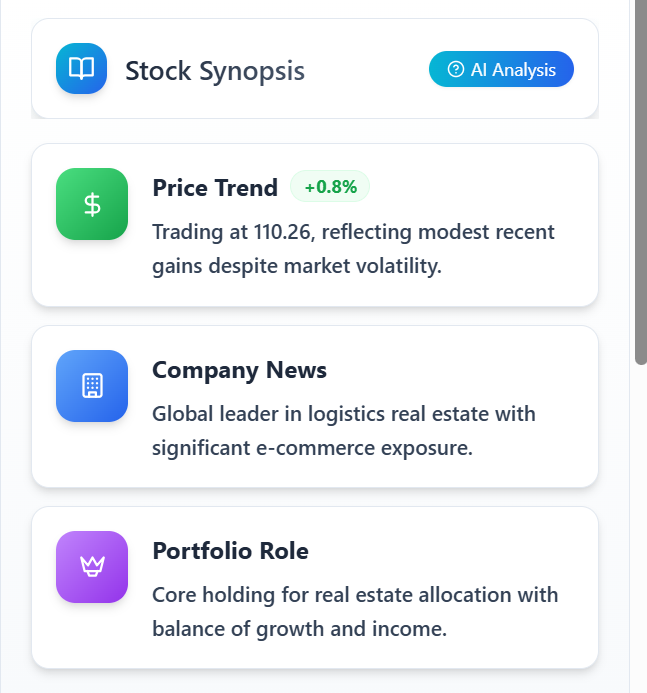 Stock Synopsis
AI Analysis
Price Trend
+0.8%
Trading at 110.26, reflecting modest recent
gains despite market volatility.
Company News
Global leader in logistics real estate with
significant e-commerce exposure.
Portfolio Role
Core holding for real estate allocation with
balance of growth and income.